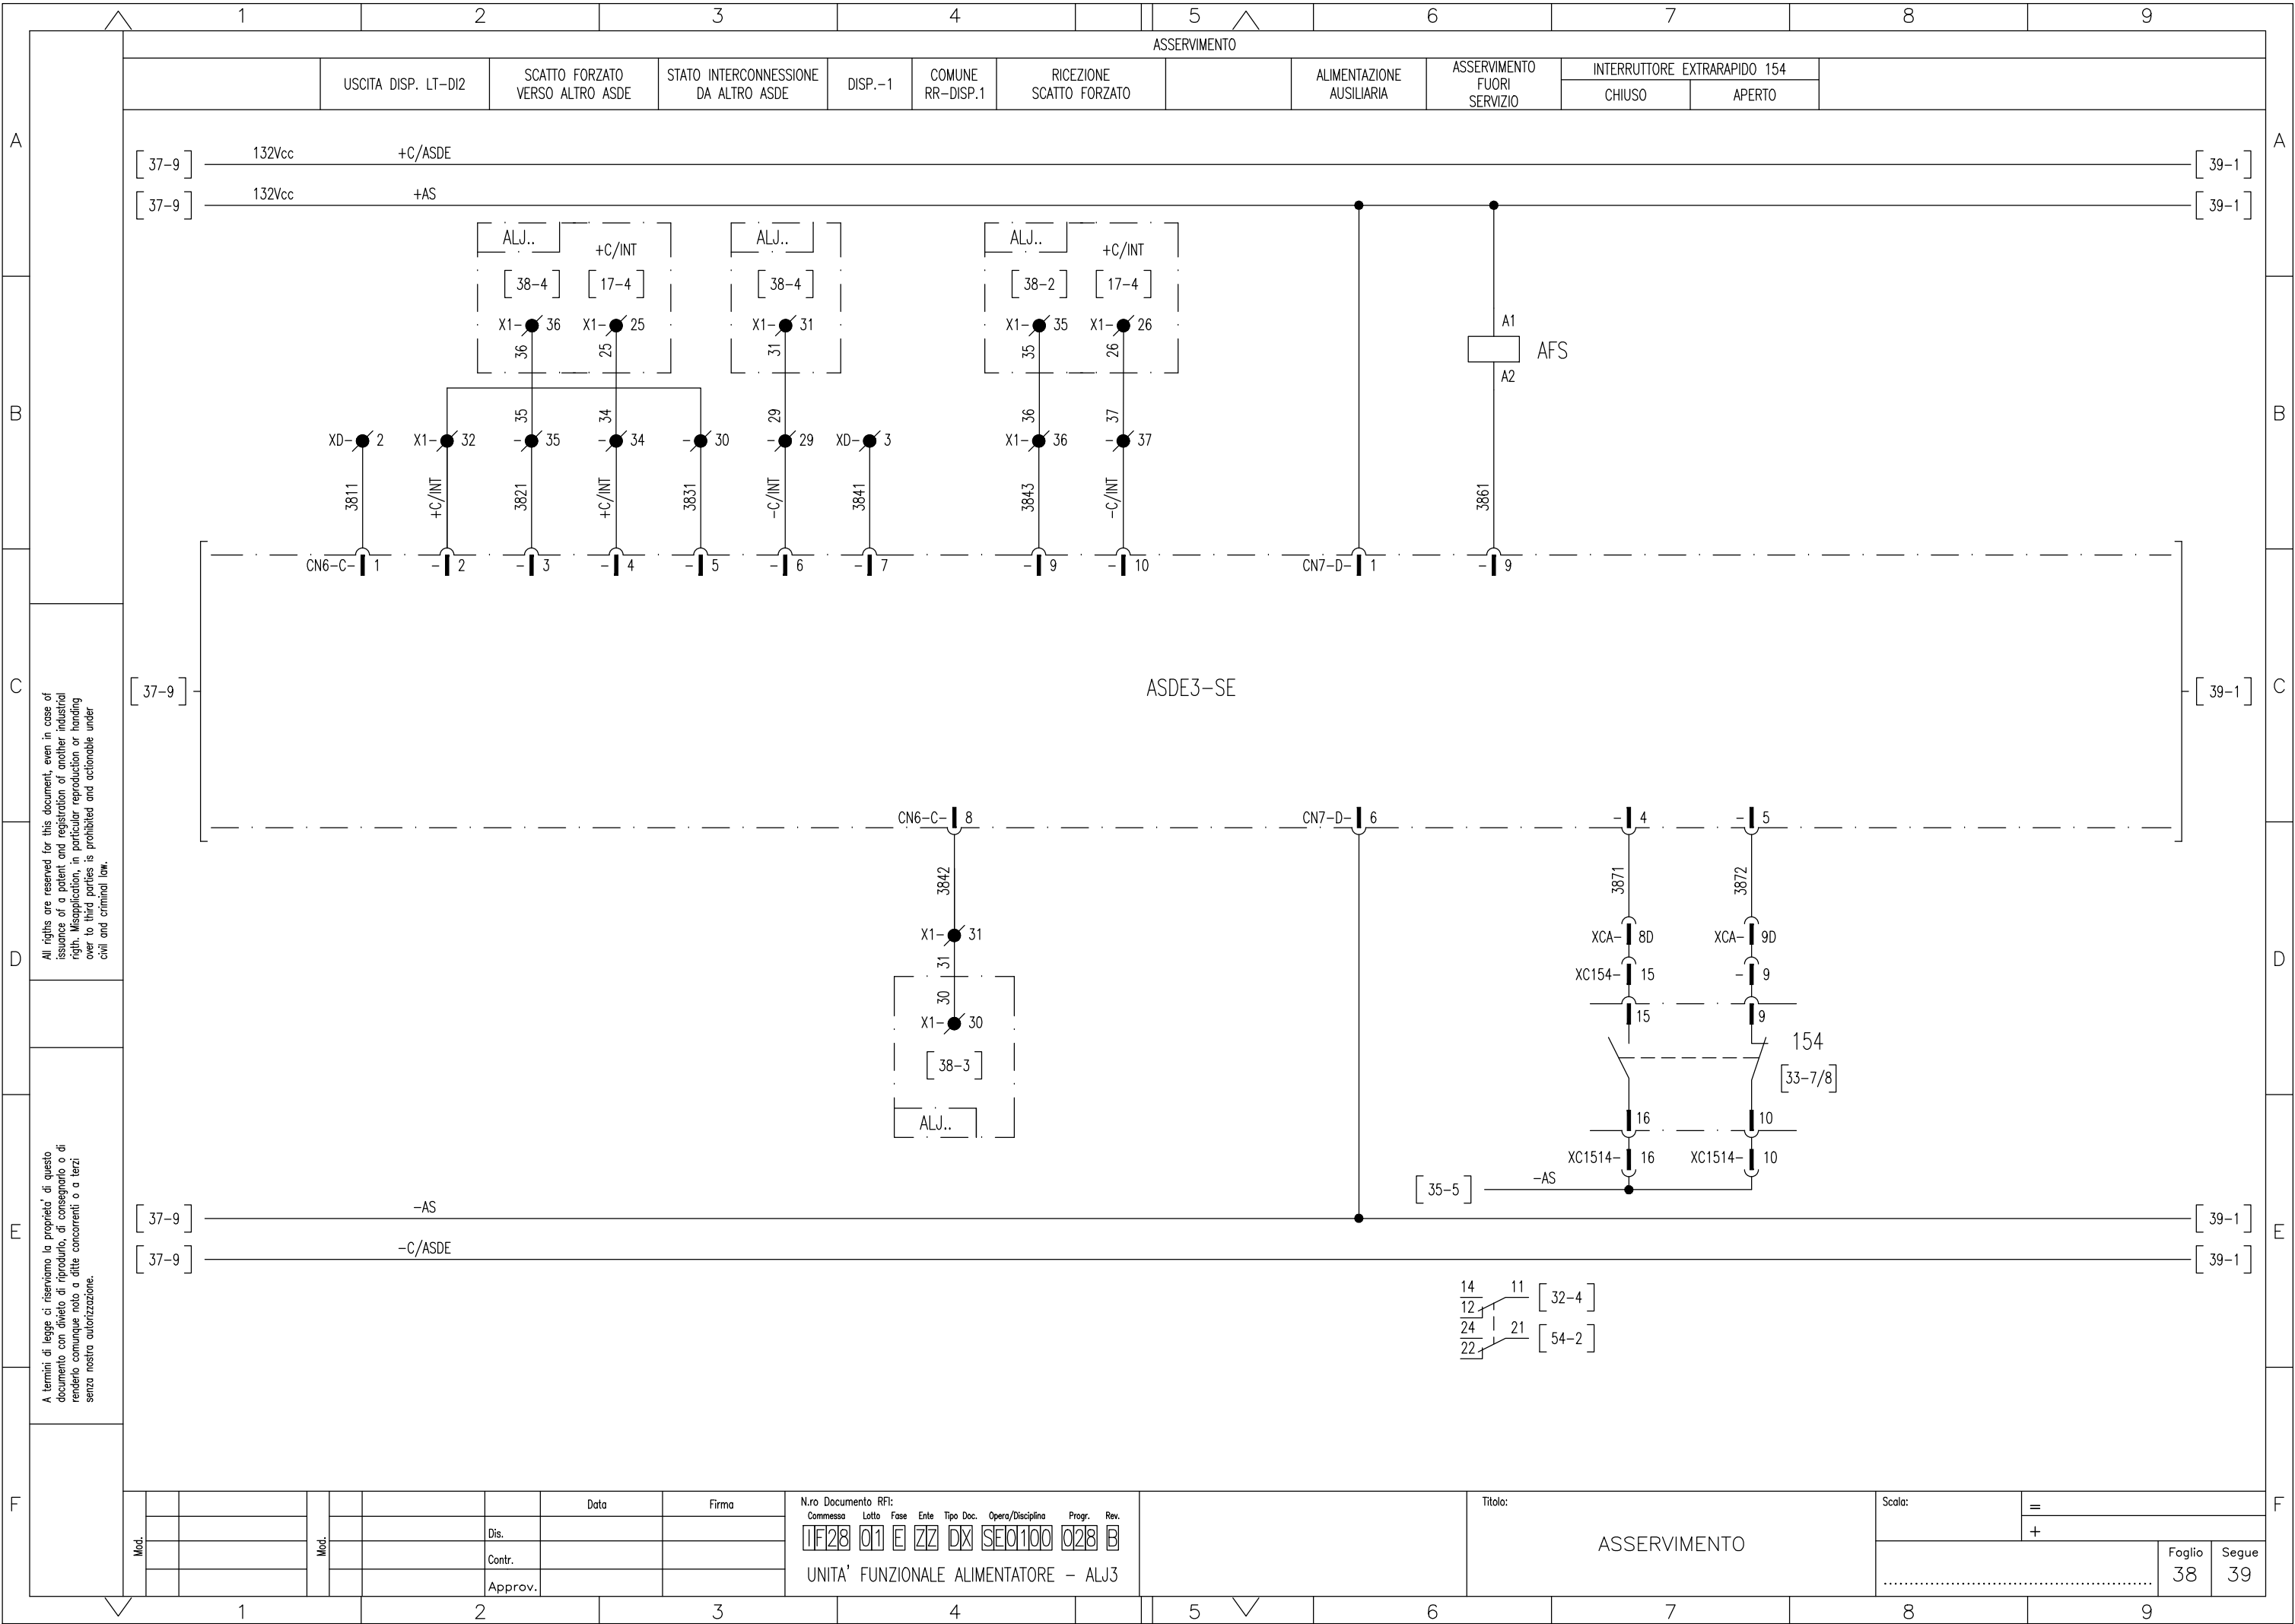 1 2 3 4 5 6 7 8 9
ASSERVIMENTO
USCITA DISP. LT-DI2
SCATTO FORZATO
VERSO ALTRO ASDE
STATO INTERCONNESSIONE
DA ALTRO ASDE
DISP.-1
COMUNE
RR-DISP.1
RICEZIONE
SCATTO FORZATO
ALIMENTAZIONE
AUSILIARIA
ASSERVIMENTO
FUORI
SERVIZIO
INTERRUTTORE EXTRARAPIDO 154
CHIUSO APERTO
A A
37-9 132Vcc +C/ASDE 39-1
37-9 132Vcc +AS 39-1
ALJ.. +C/INT ALJ.. ALJ.. +C/INT
38-4 17-4 38-4 38-2 17-4
X1- 36 X1- 25 X1- 31 X1- 35 X1- 26
36 25 31 35 26
A1
AFS
A2
B B
35 34 29 36 37
XD- 2 X1- 32 - 35 - 34 - 30 - 29 XD- 3 X1- 36 - 37
3811 +C/INT 3821 +C/INT 3831 -C/INT 3841 3843 -C/INT 3861
CN6-C- 1 - 2 - 3 - 4 - 5 - 6 - 7 - 9 - 10 CN7-D- 1 - 9
C C
37-9 ASDE3-SE 39-1
CN6-C- 8 CN7-D- 6 - 4 - 5
3842 3871 3872
D D
X1- 31 XCA- 8D XCA- 9D
31 XC154- 15 - 9
30 15 9
X1- 30 154
38-3 33-7/8
ALJ.. 16 10
XC1514- 16 XC1514- 10
35-5 -AS
E E
37-9 -AS 39-1
37-9 -C/ASDE 39-1
14 11 32-4
12
24 21 54-2
22
All rigths are reserved for this document, even in case of
issuance of a patent and registration of another industrial
rigth. Misapplication, in particular reproduction or handing
over to third parties is prohibited and actionable under
civil and criminal law.
A termini di legge ci riserviamo la proprieta' di questo
documento con divieto di riprodurlo, di consegnarlo o di
renderlo comunque noto a ditte concorrenti o a terzi
senza nostra autorizzazione.
F F
Mod. Mod.
Data Firma
Dis.
Contr.
Approv.
N.ro Documento RFI:
Commessa Lotto Fase Ente Tipo Doc. Opera/Disciplina Progr. Rev.
IF28 01 E ZZ DX SE0100 028 B
UNITA' FUNZIONALE ALIMENTATORE - ALJ3
Titolo:
ASSERVIMENTO
Scala:
=
+
Foglio Segue
38 39
1 2 3 4 5 6 7 8 9